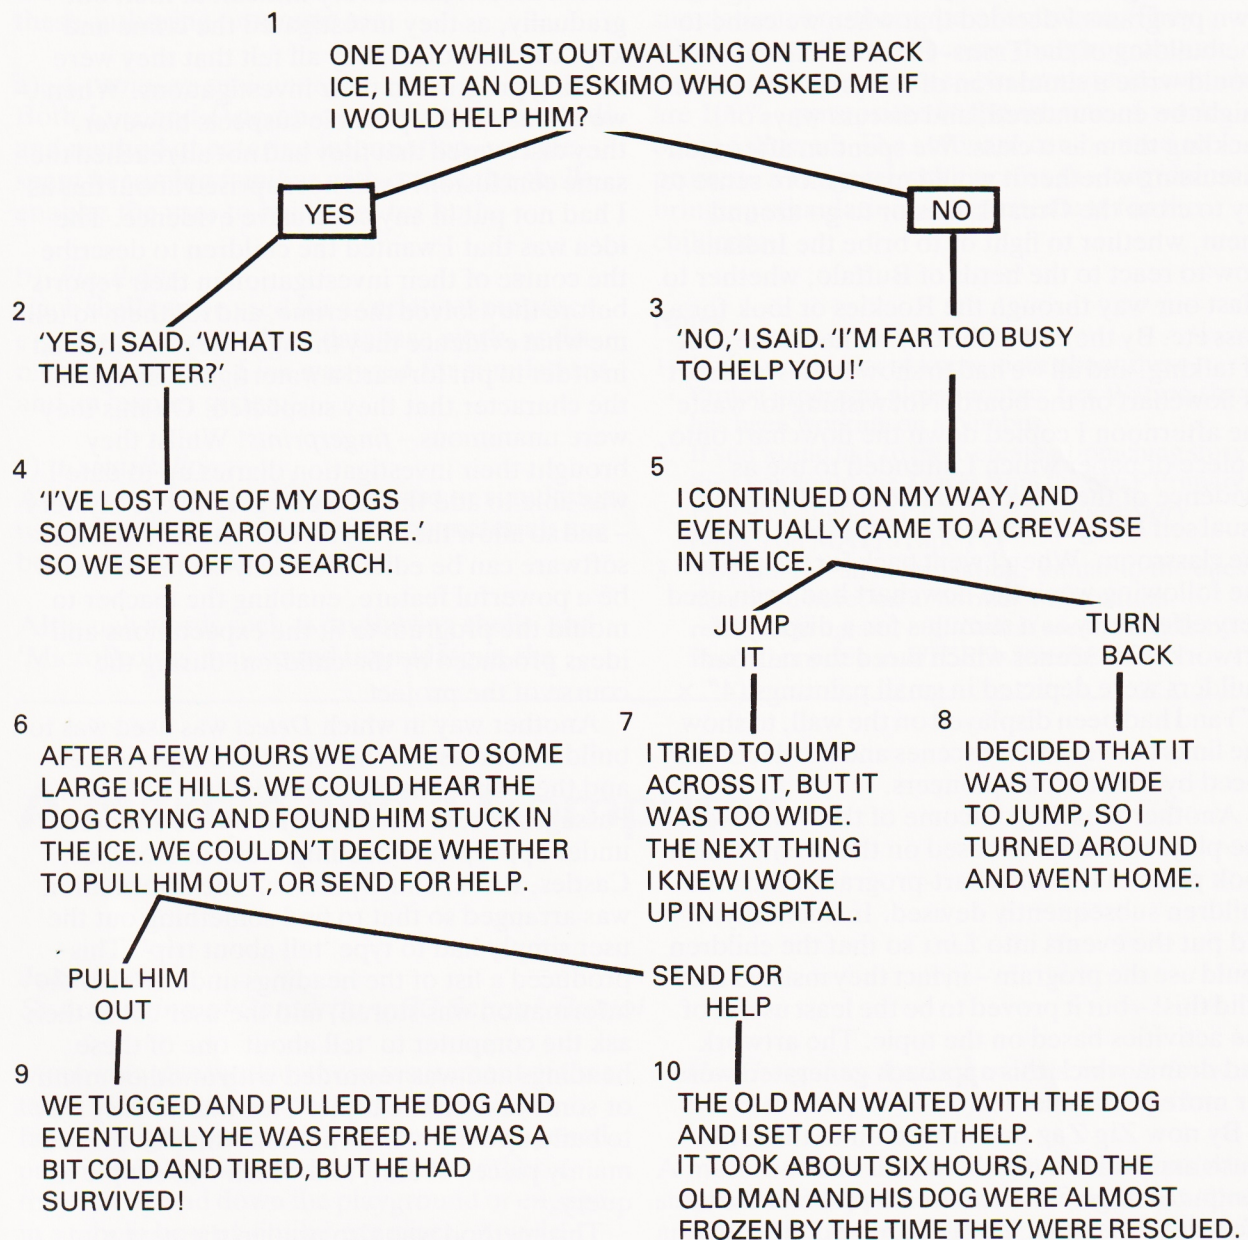 1
ONE DAY WHILST OUT WALKING ON THE PACK
ICE, I MET AN OLD ESKIMO WHO ASKED ME IF
I WOULD HELP HIM?
YES
NO
2
'YES, I SAID. 'WHAT IS
THE MATTER?'
3
'NO,' I SAID. 'I'M FAR TOO BUSY
TO HELP YOU!'
4
'I'VE LOST ONE OF MY DOGS
SOMEWHERE AROUND HERE.'
SO WE SET OFF TO SEARCH.
5
I CONTINUED ON MY WAY, AND
EVENTUALLY CAME TO A CREVASSE
IN THE ICE.
JUMP
IT
TURN
BACK
6
AFTER A FEW HOURS WE CAME TO SOME
LARGE ICE HILLS. WE COULD HEAR THE
DOG CRYING AND FOUND HIM STUCK IN
THE ICE. WE COULDN'T DECIDE WHETHER
TO PULL HIM OUT, OR SEND FOR HELP.
7
I TRIED TO JUMP
ACROSS IT, BUT IT
WAS TOO WIDE.
THE NEXT THING
I KNEW I WOKE
UP IN HOSPITAL.
8
I DECIDED THAT IT
WAS TOO WIDE
TO JUMP, SO I
TURNED AROUND
AND WENT HOME.
PULL HIM
OUT
SEND FOR
HELP
9
WE TUGGED AND PULLED THE DOG AND
EVENTUALLY HE WAS FREED. HE WAS A
BIT COLD AND TIRED, BUT HE HAD
SURVIVED!
10
THE OLD MAN WAITED WITH THE DOG
AND I SET OFF TO GET HELP.
IT TOOK ABOUT SIX HOURS, AND THE
OLD MAN AND HIS DOG WERE ALMOST
FROZEN BY THE TIME THEY WERE RESCUED.